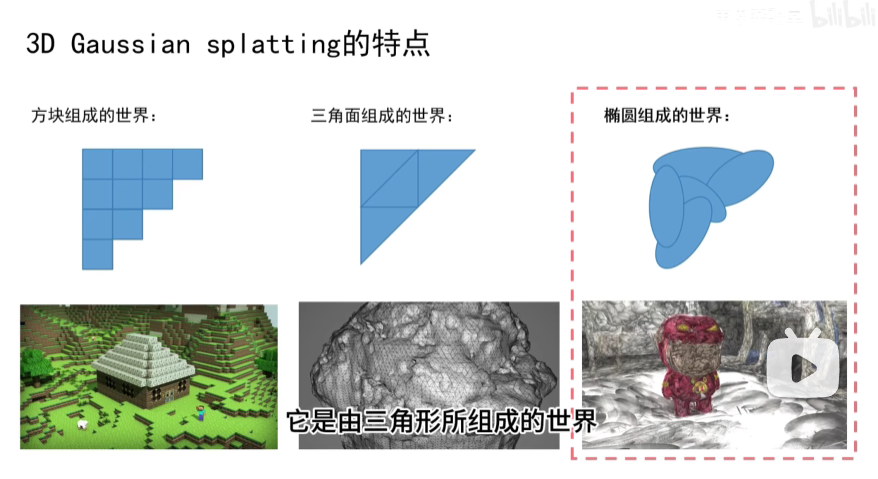 bilibili
3D Gaussian splatting的特点
方块组成的世界：
三角面组成的世界：
椭圆组成的世界：
它是由三角形所组成的世界